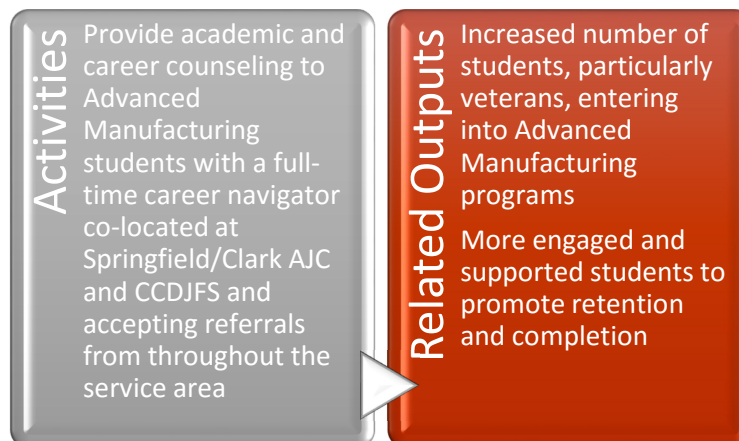 Activities
Provide academic and
career counseling to
Advanced
Manufacturing
students with a full-
time career navigator
co-located at
Springfield/Clark AJC
and CCDJFS and
accepting referrals
from throughout the
service area
Related Outputs
Increased number of
students, particularly
veterans, entering
into Advanced
Manufacturing
programs
More engaged and
supported students to
promote retention
and completion